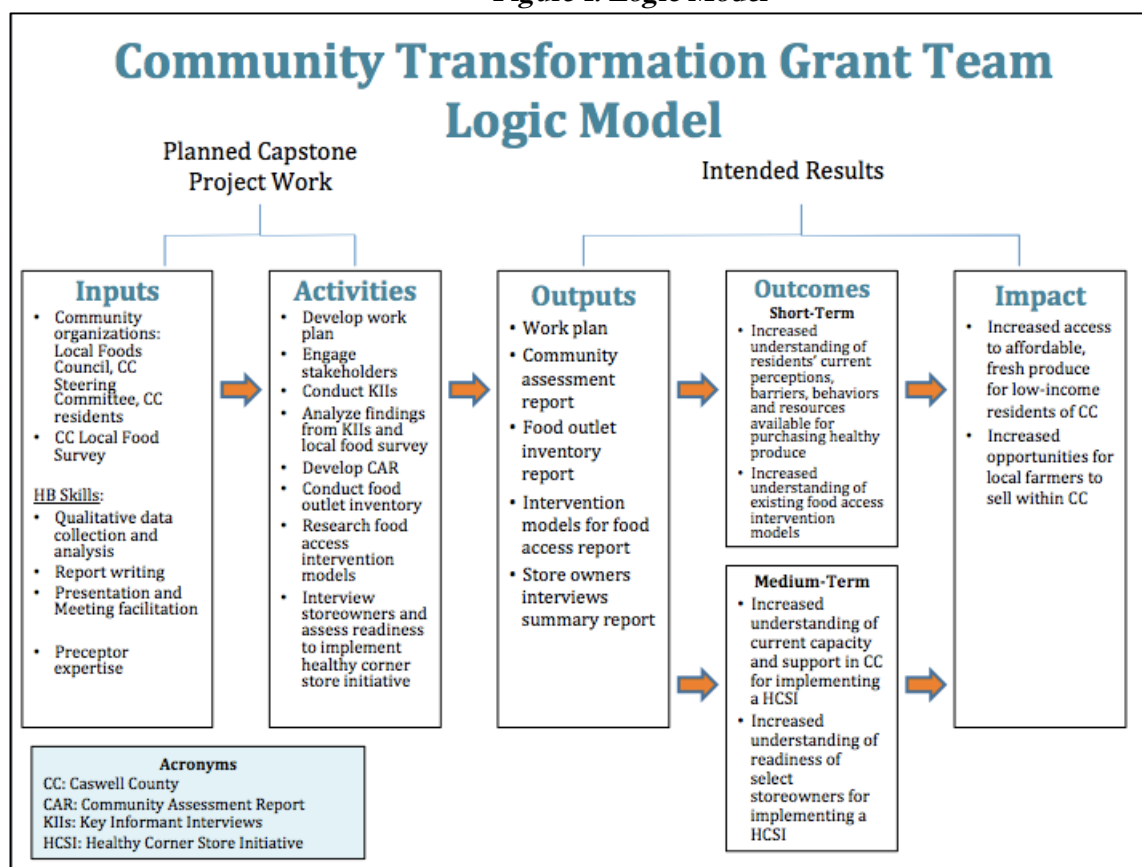 Figure 1. Logic Model
Community Transformation Grant Team
Logic Model
Planned Capstone
Project Work
Intended Results
Inputs
• Community
organizations:
Local Foods
Council, CC
Steering
Committee, CC
residents
• CC Local Food
Survey
HB Skills:
• Qualitative data
collection and
analysis
• Report writing
• Presentation and
Meeting facilitation
• Preceptor
expertise
Activities
• Develop work
plan
• Engage
stakeholders
• Conduct KIIs
• Analyze findings
from KIIs and
local food survey
• Develop CAR
• Conduct food
outlet inventory
• Research food
access
intervention
models
• Interview
storeowners and
assess readiness
to implement
healthy corner
store initiative
Outputs
• Work plan
• Community
assessment
report
• Food outlet
inventory
report
• Intervention
models for food
access report
• Store owners
interviews
summary report
Outcomes
Short-Term
• Increased
understanding of
residents' current
perceptions,
barriers, behaviors
and resources
available for
purchasing healthy
produce
• Increased
understanding of
existing food access
intervention
models
Medium-Term
• Increased
understanding of
current capacity
and support in CC
for implementing
a HCSI
• Increased
understanding of
readiness of
select
storeowners for
implementing a
HCSI
Impact
• Increased access
to affordable,
fresh produce
for low-income
residents of CC
• Increased
opportunities for
local farmers to
sell within CC
Acronyms
CC: Caswell County
CAR: Community Assessment Report
KIIs: Key Informant Interviews
HCSI: Healthy Corner Store Initiative